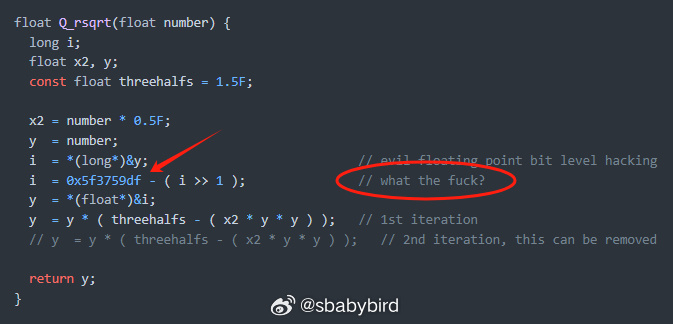 float Q_rsqrt(float number) {
long i;
float x2, y;
const float threehalfs = 1.5F;
x2 = number * 0.5F;
y = number;
i = *(long*)&y; // evil floating point bit level hacking
i = 0x5f3759df - ( i >> 1 ); // what the fuck?
y = *(float*)&i;
y = y * ( threehalfs - ( x2 * y * y ) ); // 1st iteration
// y = y * ( threehalfs - ( x2 * y * y ) ); // 2nd iteration, this can be removed
return y;
}
@sbabybird